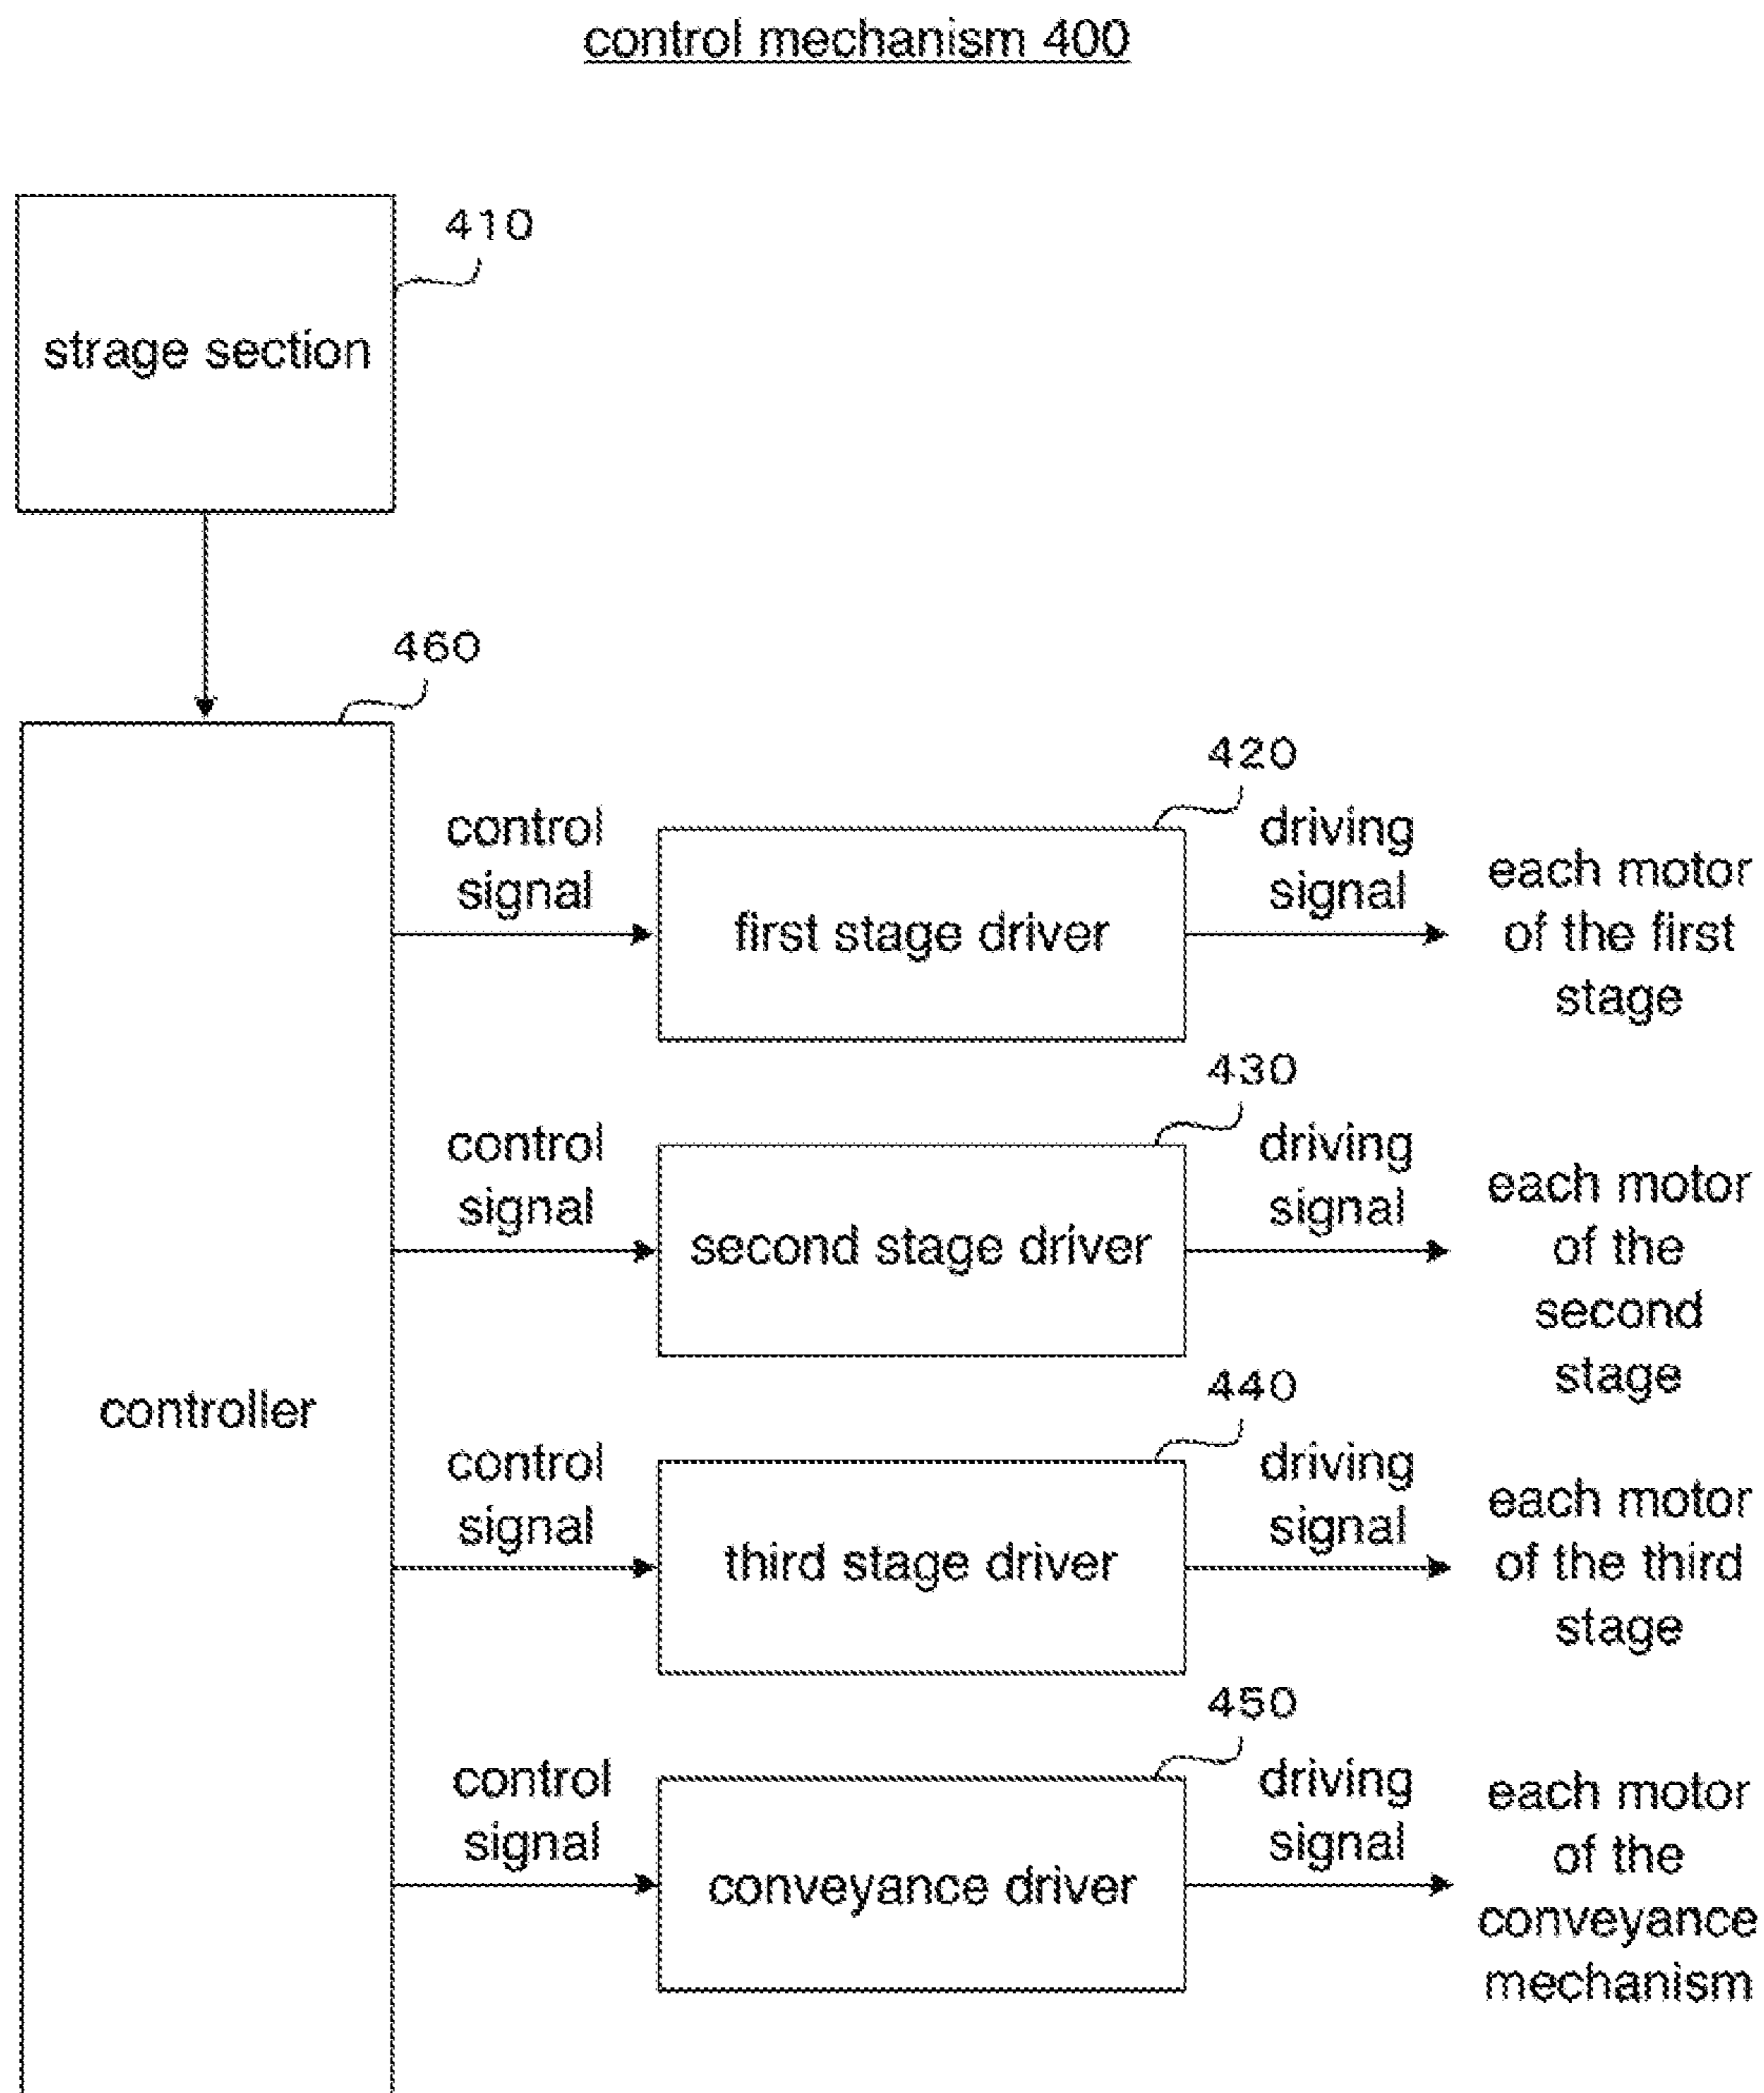 control mechanism 400
410
strage section
460
420
control
signal
first stage driver
driving
signal
each motor
of the first
stage
430
control
signal
second stage driver
driving
signal
each motor
of the
second
stage
controller
440
control
signal
third stage driver
driving
signal
each motor
of the third
stage
450
control
signal
conveyance driver
driving
signal
each motor
of the
conveyance
mechanism